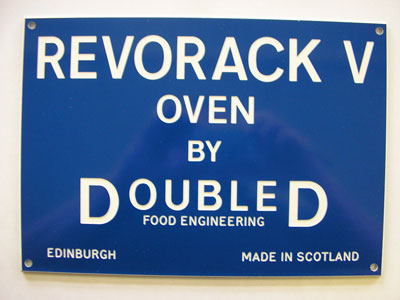 REVORACK V
OVEN
BY
DOUBLED
FOOD ENGINEERING
EDINBURGH MADE IN SCOTLAND